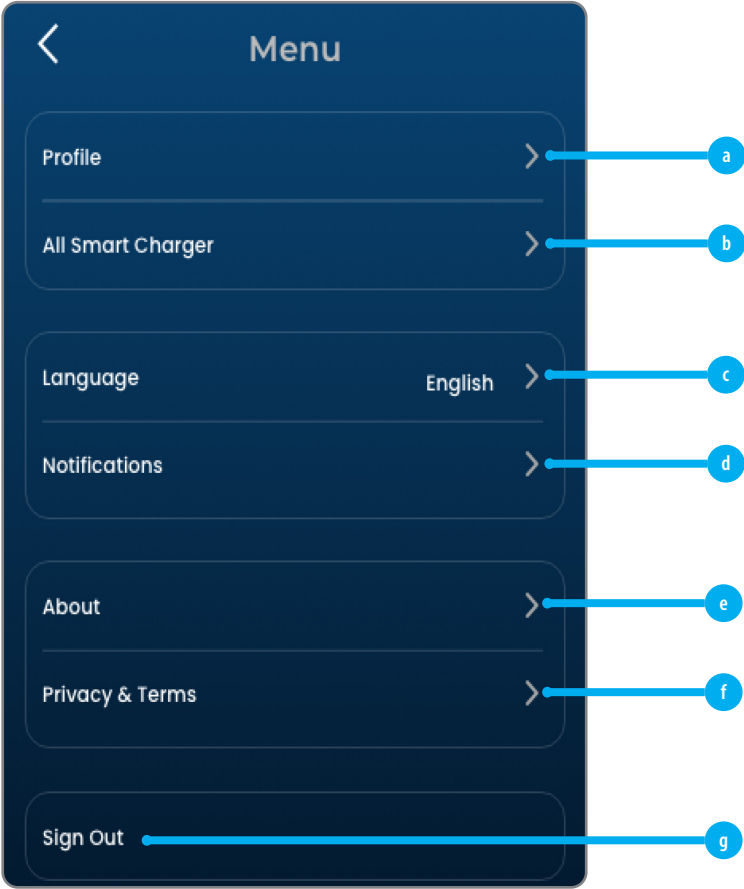 Menu
Profile
a
All Smart Charger
b
Language English
c
Notifications
d
About
e
Privacy & Terms
f
Sign Out
g